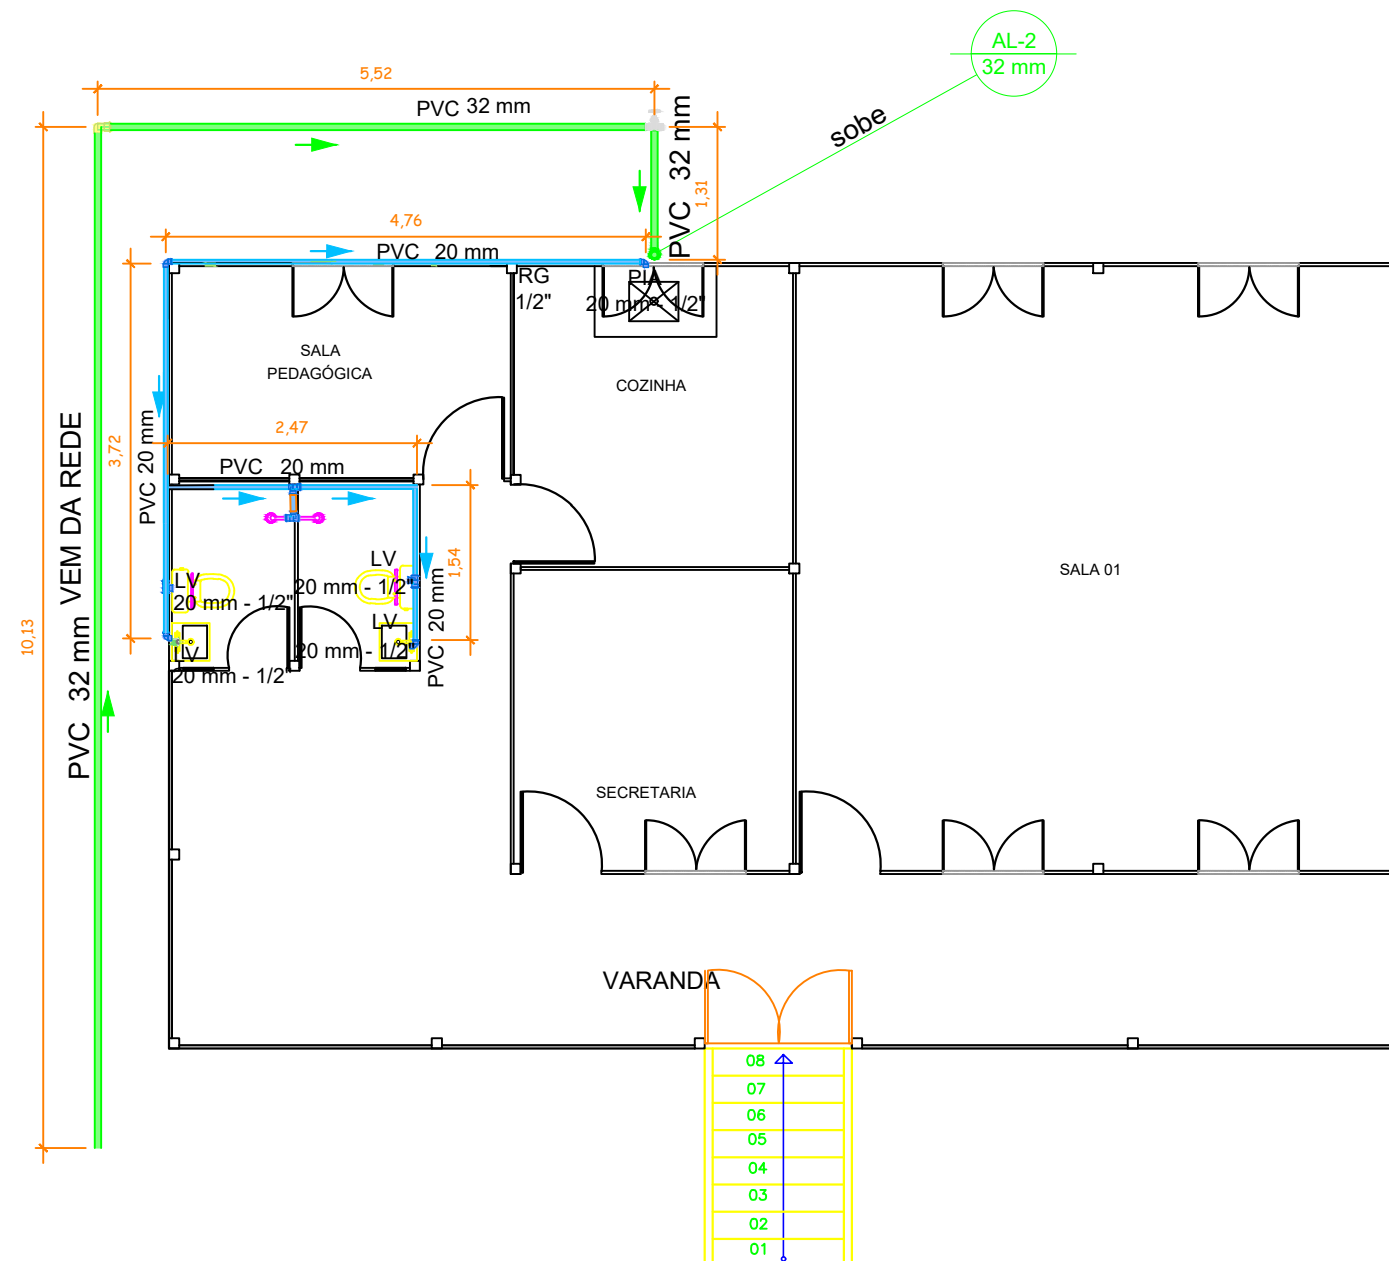 AL-2
32 mm
sobe
5,52
PVC 32 mm
PVC 32 mm
1,31
4,76
PVC 20 mm
RG
1/2"
PIA
20 mm - 1/2"
SALA
PEDAGÓGICA
COZINHA
10,13
PVC 32 mm VEM DA REDE
3,72
PVC 20 mm
2,47
PVC 20 mm
1,54
PVC 20 mm
LV
20 mm - 1/2"
LV
20 mm - 1/2"
LV
20 mm - 1/2"
LV
20 mm - 1/2"
SALA 01
SECRETARIA
VARANDA
08
07
06
05
04
03
02
01